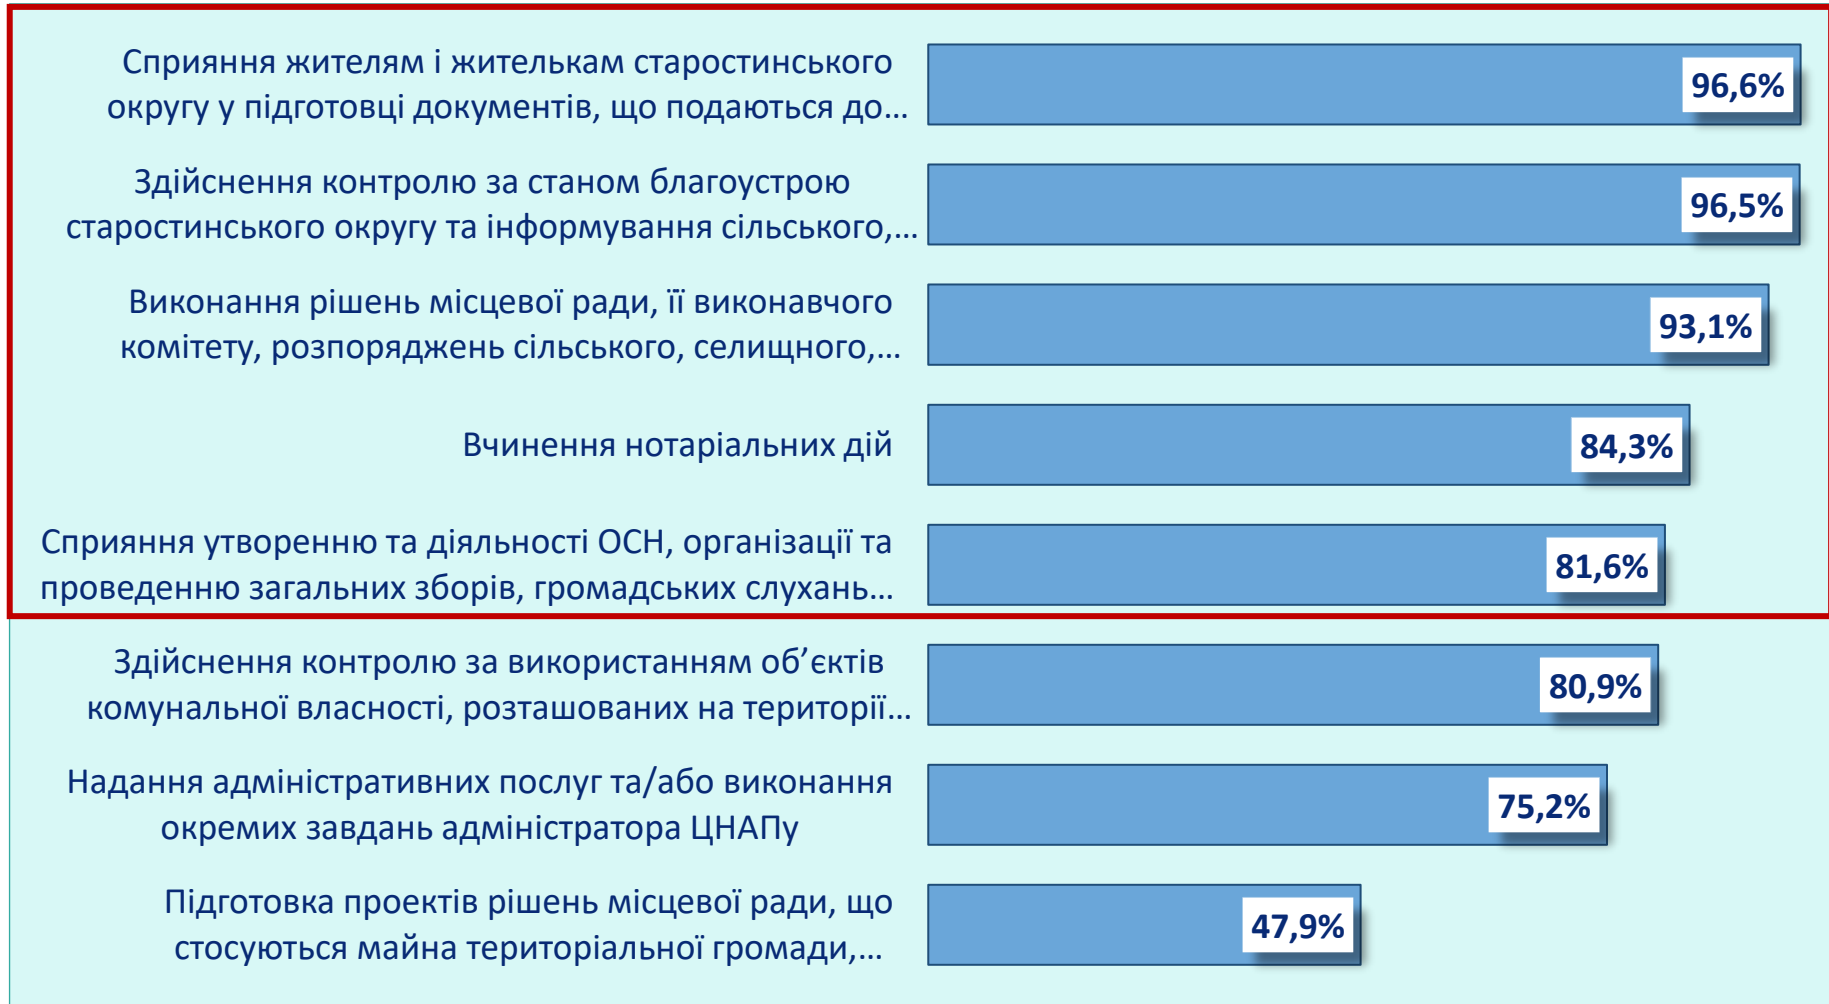 Сприяння жителям і жителькам старостинського
округу у підготовці документів, що подаються до...
96,6%
Здійснення контролю за станом благоустрою
старостинського округу та інформування сільського,...
96,5%
Виконання рішень місцевої ради, її виконавчого
комітету, розпоряджень сільського, селищного,...
93,1%
Вчинення нотаріальних дій
84,3%
Сприяння утворенню та діяльності ОСН, організації та
проведенню загальних зборів, громадських слухань...
81,6%
Здійснення контролю за використанням об’єктів
комунальної власності, розташованих на території...
80,9%
Надання адміністративних послуг та/або виконання
окремих завдань адміністратора ЦНАПу
75,2%
Підготовка проектів рішень місцевої ради, що
стосуються майна територіальної громади,...
47,9%